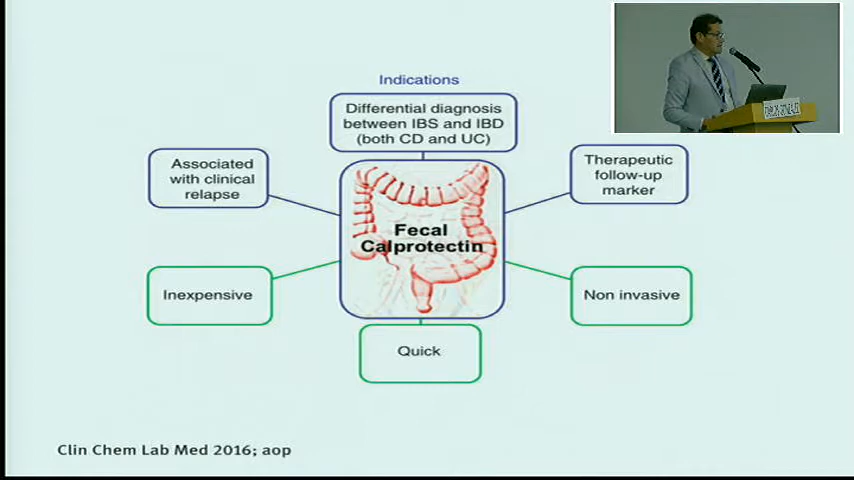 Indications
Differential diagnosis
between IBS and IBD
(both CD and UC)
Associated
with clinical
relapse
Therapeutic
follow-up
marker
Fecal
Calprotectin
Inexpensive
Non invasive
Quick
Clin Chem Lab Med 2016; aop